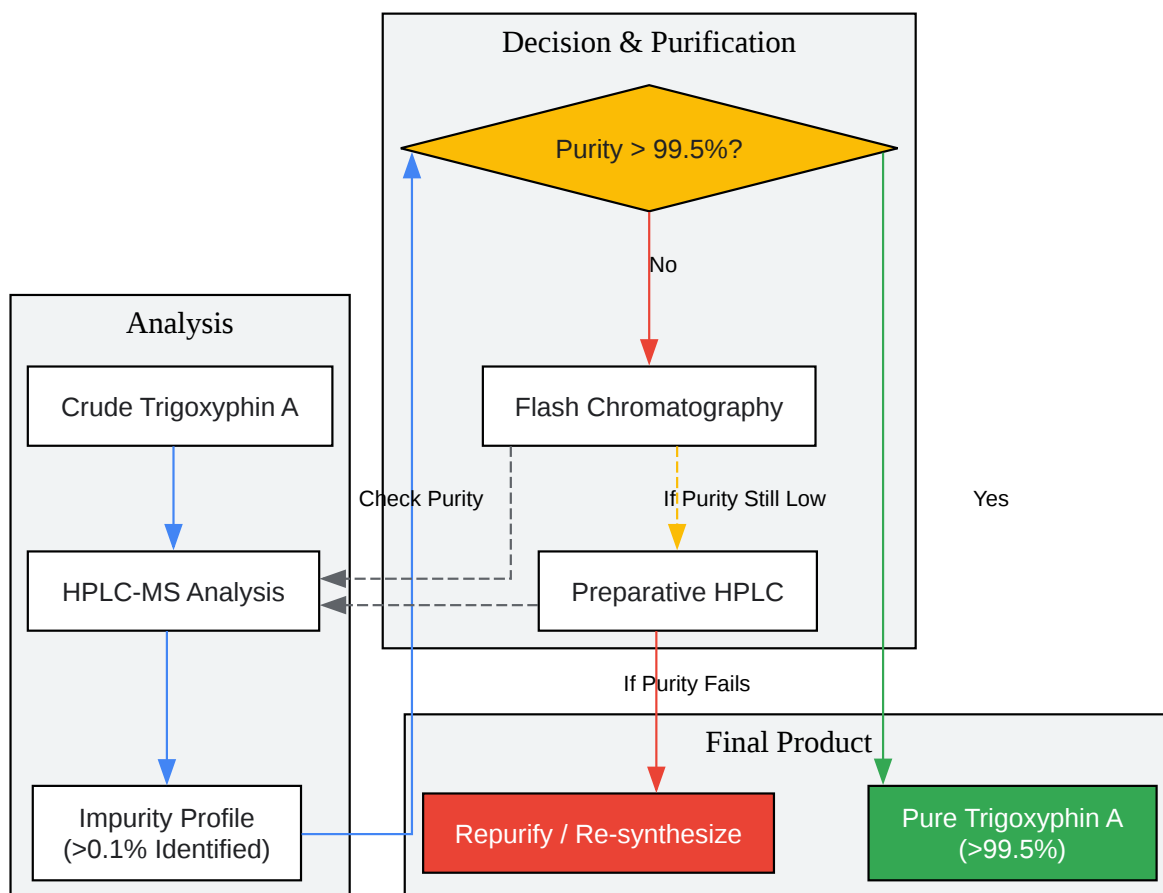 Decision & Purification
Purity > 99.5%?
No
Analysis
Crude Trigoxyphin A
Flash Chromatography
Check Purity
If Purity Still Low
Yes
HPLC-MS Analysis
Preparative HPLC
If Purity Fails
Final Product
Impurity Profile
(>0.1% Identified)
Repurify / Re-synthesize
Pure Trigoxyphin A
(>99.5%)